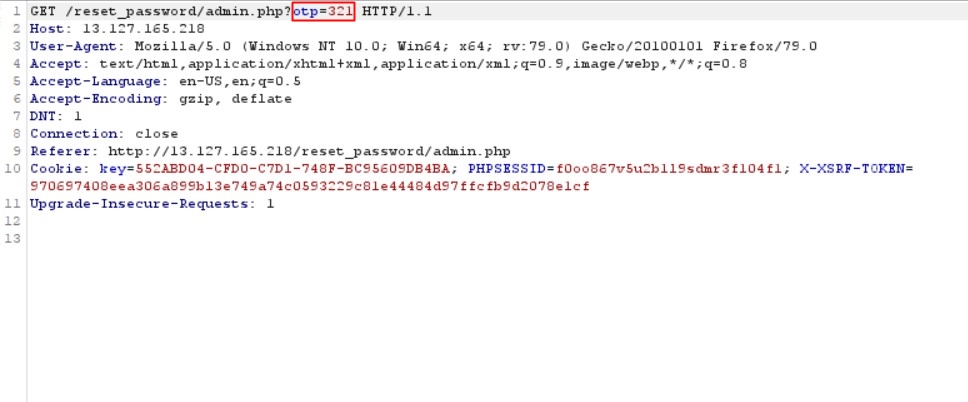 1 GET /reset_password/admin.php?otp=321 HTTP/1.1
2 Host: 13.127.165.218
3 User-Agent: Mozilla/5.0 (Windows NT 10.0; Win64; x64; rv:79.0) Gecko/20100101 Firefox/79.0
4 Accept: text/html,application/xhtml+xml,application/xml;q=0.9,image/webp,*/*;q=0.8
5 Accept-Language: en-US,en;q=0.5
6 Accept-Encoding: gzip, deflate
7 DNT: 1
8 Connection: close
9 Referer: http://13.127.165.218/reset_password/admin.php
10 Cookie: key=552ABD04-CFD0-C7D1-748F-BC95609DB4BA; PHPSESSID=f0oo867v5u2b1l9sdmr3fl04f1; X-XSRF-TOKEN=
970697408eea306a899b13e749a74c0593229c81e44484d97ffcfb9d2078e1cf
11 Upgrade-Insecure-Requests: 1
12
13